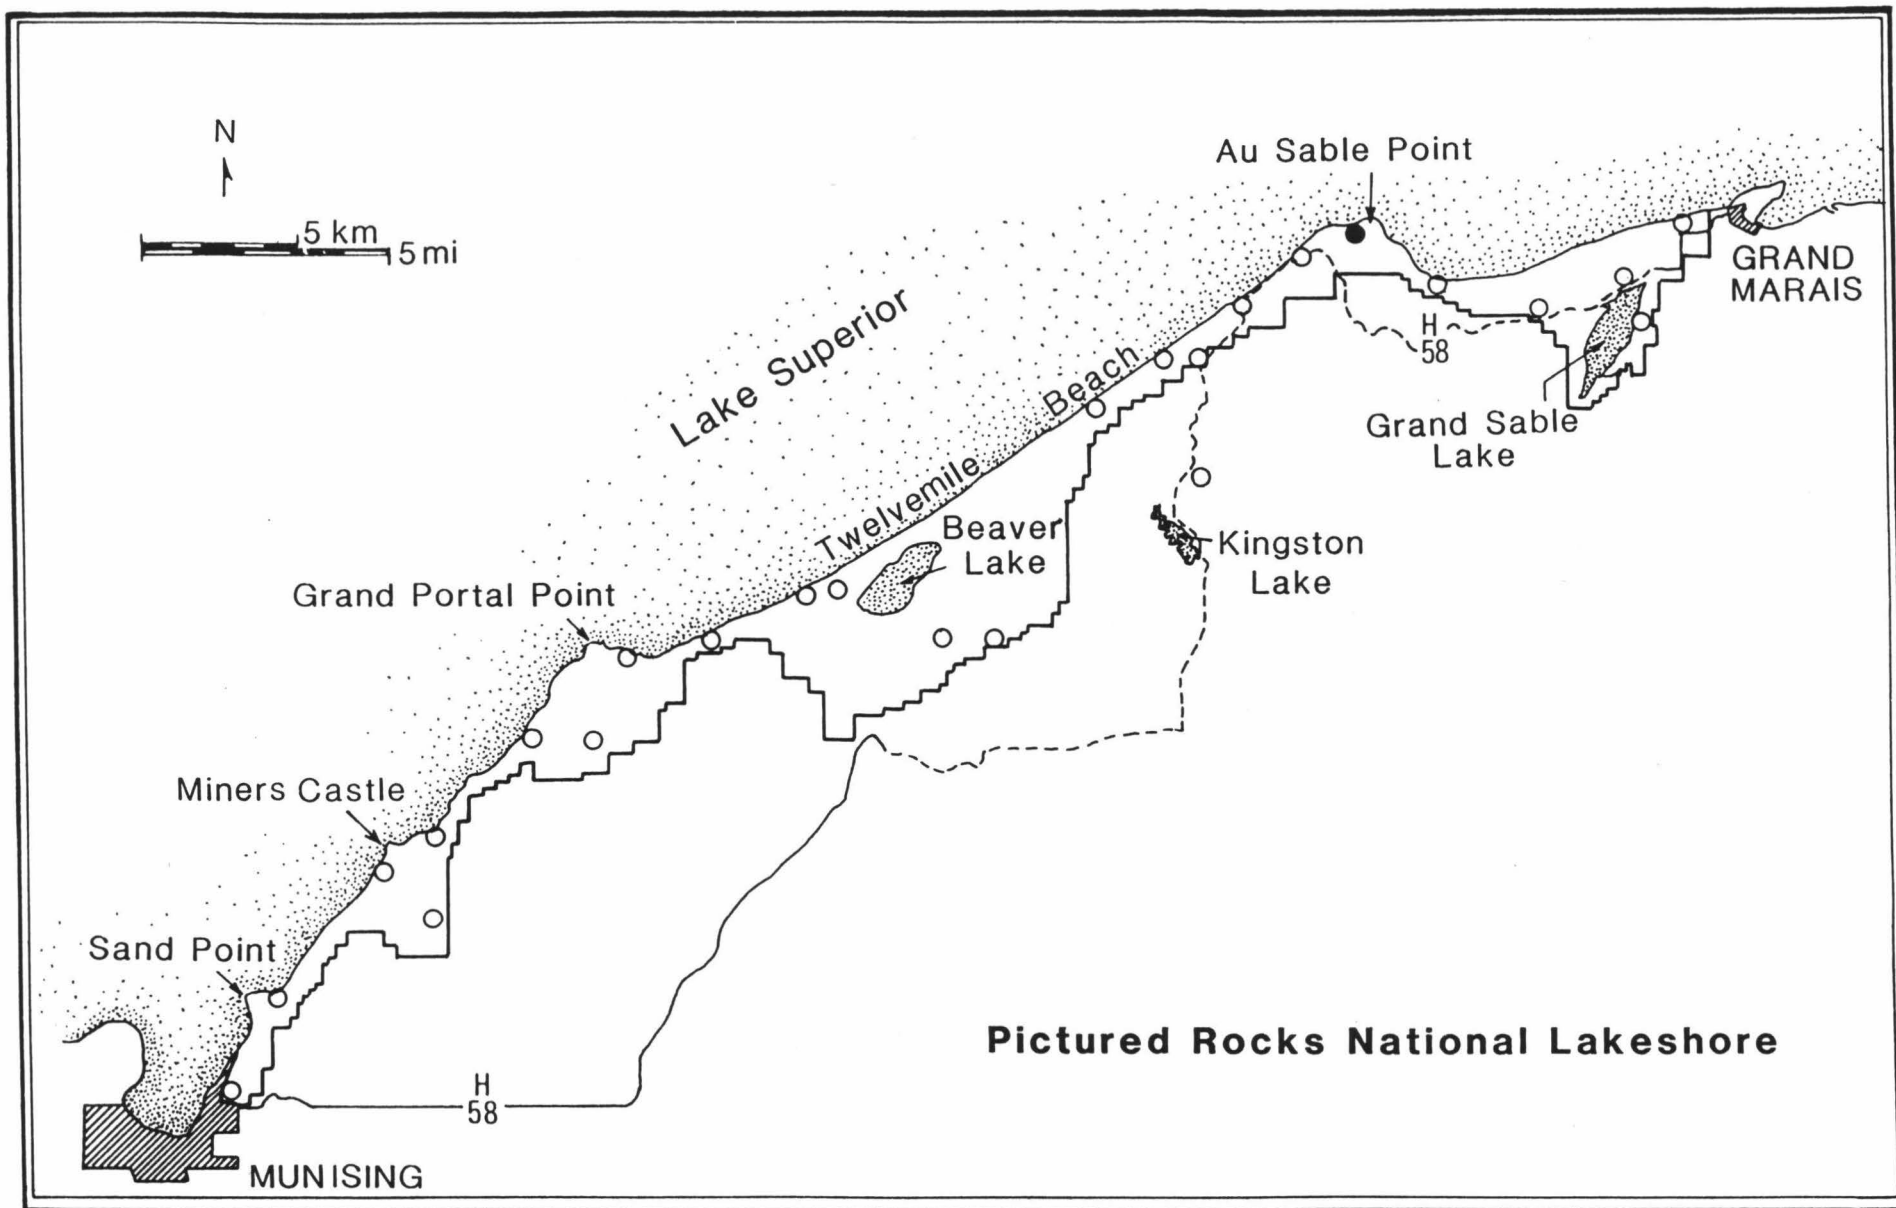 N
5 km
5 mi
Au Sable Point
GRAND
MARAIS
Lake Superior
H
58
Twelvemile Beach
Grand Sable
Lake
Beaver
Lake
Kingston
Lake
Grand Portal Point
Miners Castle
Sand Point
Pictured Rocks National Lakeshore
H
58
MUNISING